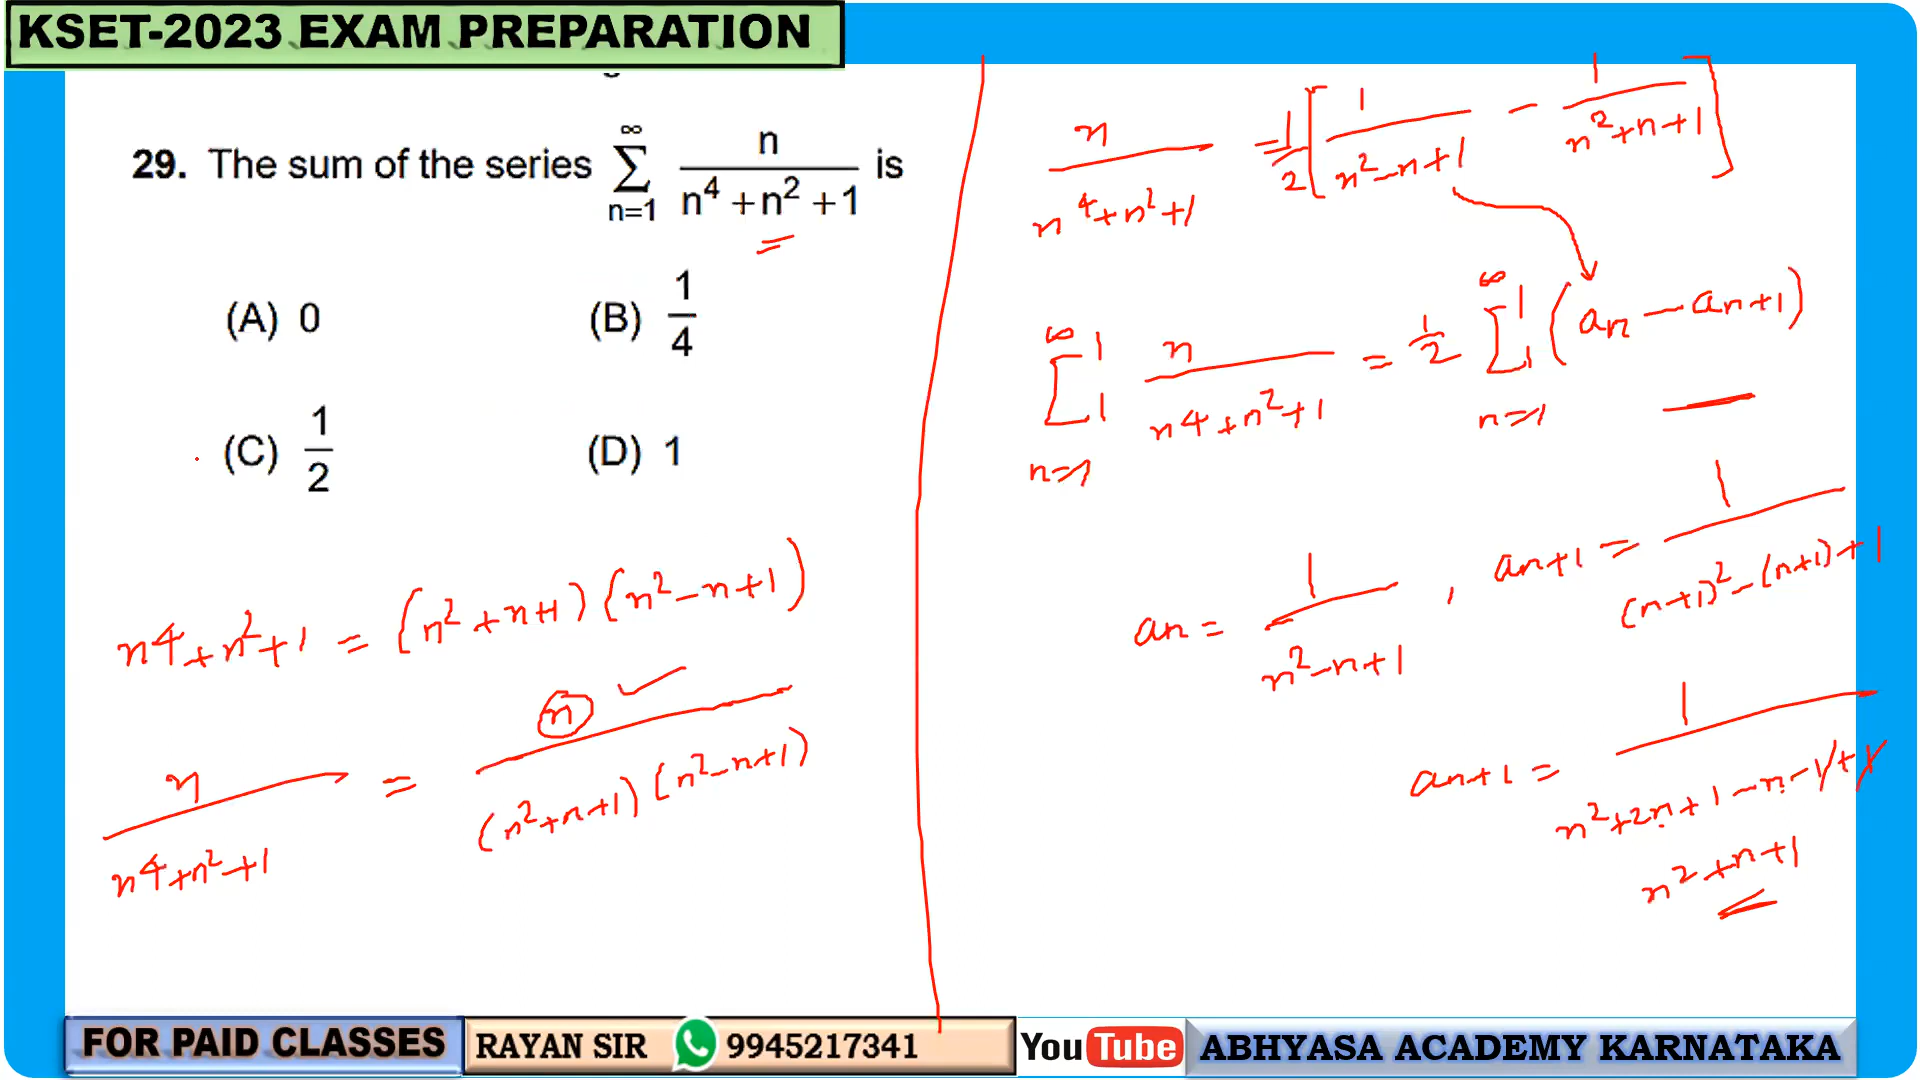 KSET-2023 EXAM PREPARATION
29. The sum of the series ∑_{n=1}^{∞} n/(n⁴+n²+1) is
(A) 0 (B) 1/4
(C) 1/2 (D) 1
n⁴+n²+1 = (n²+n+1)(n²-n+1)
n/(n⁴+n²+1) = n/((n²+n+1)(n²-n+1))
n/(n⁴+n²+1) = 1/2 [1/(n²-n+1) - 1/(n²+n+1)]
∑_{n=1}^{∞} n/(n⁴+n²+1) = 1/2 ∑_{n=1}^{∞} (an - an+1)
an = 1/(n²-n+1) , an+1 = 1/((n+1)²-(n+1)+1)
an+1 = 1/(n²+2n+1-n-1+1)
n²+n+1
FOR PAID CLASSES RAYAN SIR 9945217341 YouTube ABHYASA ACADEMY KARNATAKA